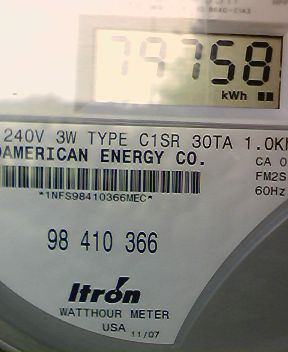 79758
kWh
240V 3W TYPE C1SR 30TA 1.0K
AMERICAN ENERGY CO.
CA 0
FM2S
60Hz
*1NFS98410366MEC*
98 410 366
Itrón
WATTHOUR METER
USA 11/07